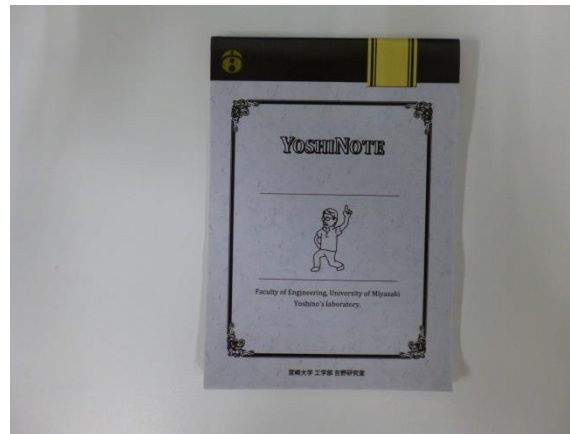 YOSHINOTE
Faculty of Engineering, University of Miyazaki
Yoshino's laboratory.
宮崎大学 工学部 吉野研究室